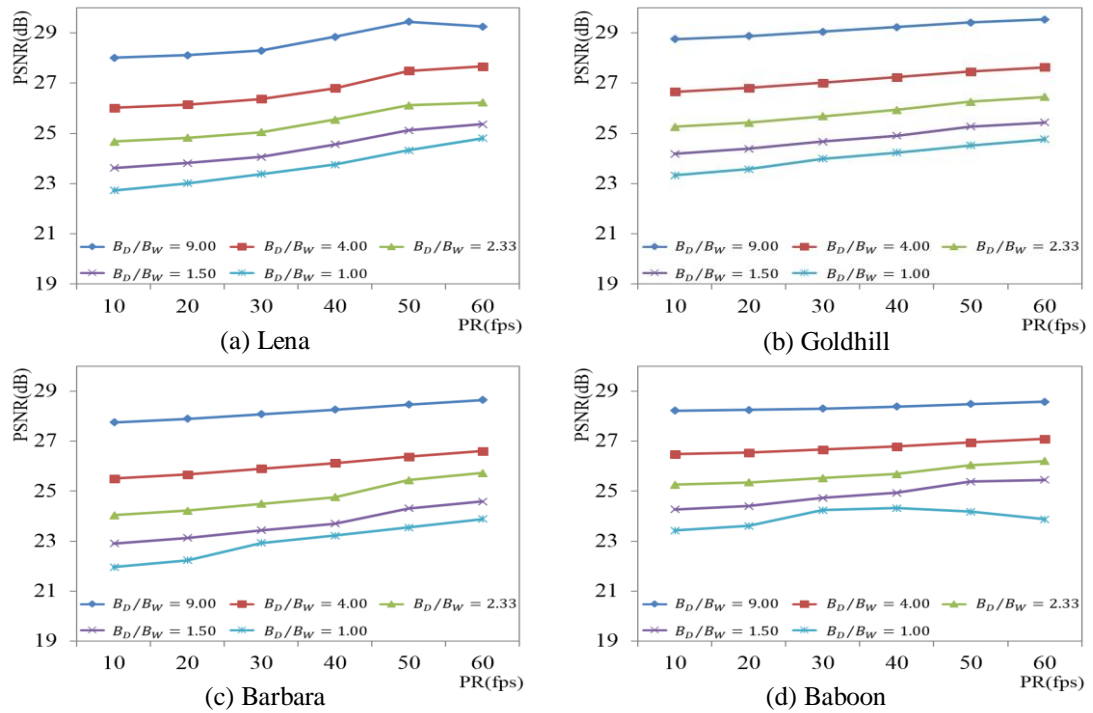 PSNR(dB)
29
27
25
23
21
19
B_D/B_W = 9.00 B_D/B_W = 4.00 B_D/B_W = 2.33
B_D/B_W = 1.50 B_D/B_W = 1.00
10 20 30 40 50 60
PR(fps)
(a) Lena
PSNR(dB)
29
27
25
23
21
19
B_D/B_W = 9.00 B_D/B_W = 4.00 B_D/B_W = 2.33
B_D/B_W = 1.50 B_D/B_W = 1.00
10 20 30 40 50 60
PR(fps)
(b) Goldhill
PSNR(dB)
29
27
25
23
21
19
B_D/B_W = 9.00 B_D/B_W = 4.00 B_D/B_W = 2.33
B_D/B_W = 1.50 B_D/B_W = 1.00
10 20 30 40 50 60
PR(fps)
(c) Barbara
PSNR(dB)
29
27
25
23
21
19
B_D/B_W = 9.00 B_D/B_W = 4.00 B_D/B_W = 2.33
B_D/B_W = 1.50 B_D/B_W = 1.00
10 20 30 40 50 60
PR(fps)
(d) Baboon